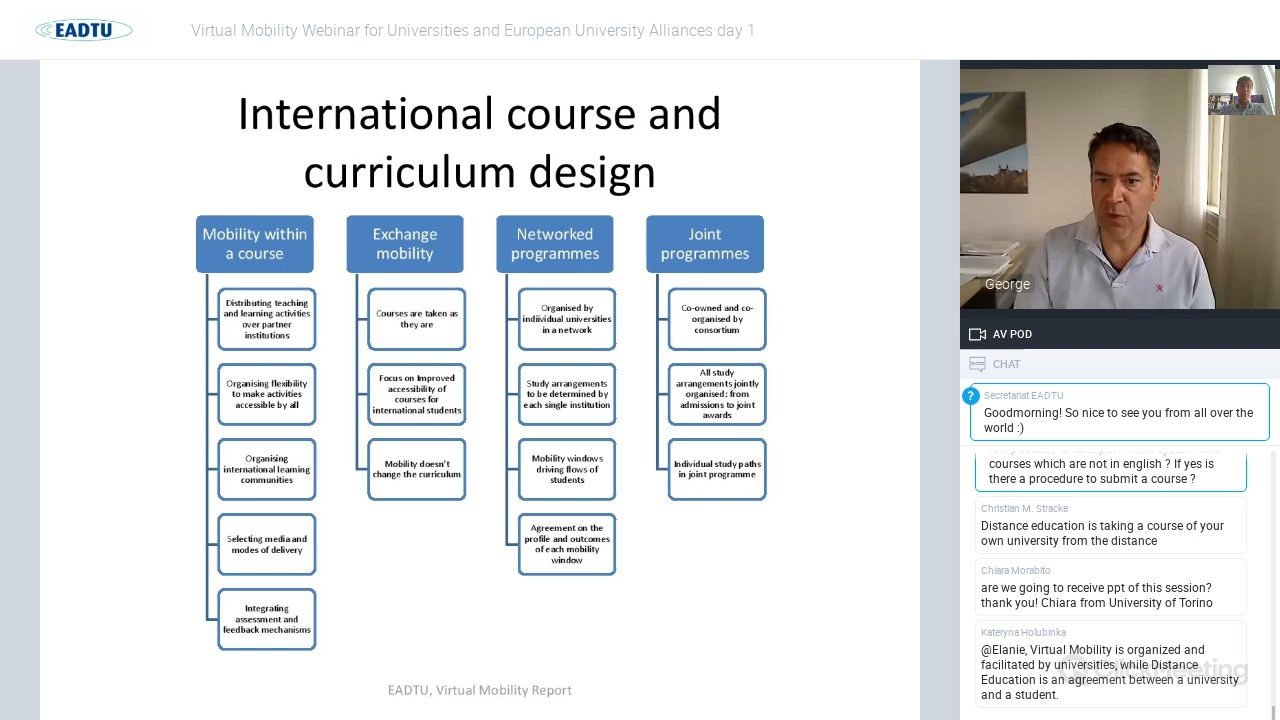 EADTU
Virtual Mobility Webinar for Universities and European University Alliances day 1
International course and
curriculum design
Mobility within
a course
Distributing teaching
and learning activities
over partner
institutions
Organising flexibility
to make activities
accessible by all
Organising
international learning
communities
Selecting media and
modes of delivery
Integrating
assessment and
feedback mechanisms
Exchange
mobility
Courses are taken as
they are
Focus on Improved
accessibility of
courses for
international students
Mobility doesn't
change the curriculum
Networked
programmes
Organised by
indiividual universities
in a network
Study arrangements
to be determined by
each single institution
Mobility windows
driving flows of
students
Agreement on the
profile and outcomes
of each mobility
window
Joint
programmes
Co-owned and co-
organised by
consortium
All study
arrangements jointly
organised: from
admissions to joint
awards
Individual study paths
in joint programme
EADTU, Virtual Mobility Report
George
AV POD
CHAT
?
Secretariat EADTU
Goodmorning! So nice to see you from all over the
world :)
courses which are not in english ? If yes is
there a procedure to submit a course ?
Christian M. Stracke
Distance education is taking a course of your
own university from the distance
Chiara Morabito
are we going to receive ppt of this session?
thank you! Chiara from University of Torino
Kateryna Holubinka
@Elanie, Virtual Mobility is organized and
facilitated by universities, while Distance
Education is an agreement between a university
and a student.
ClickMeeting